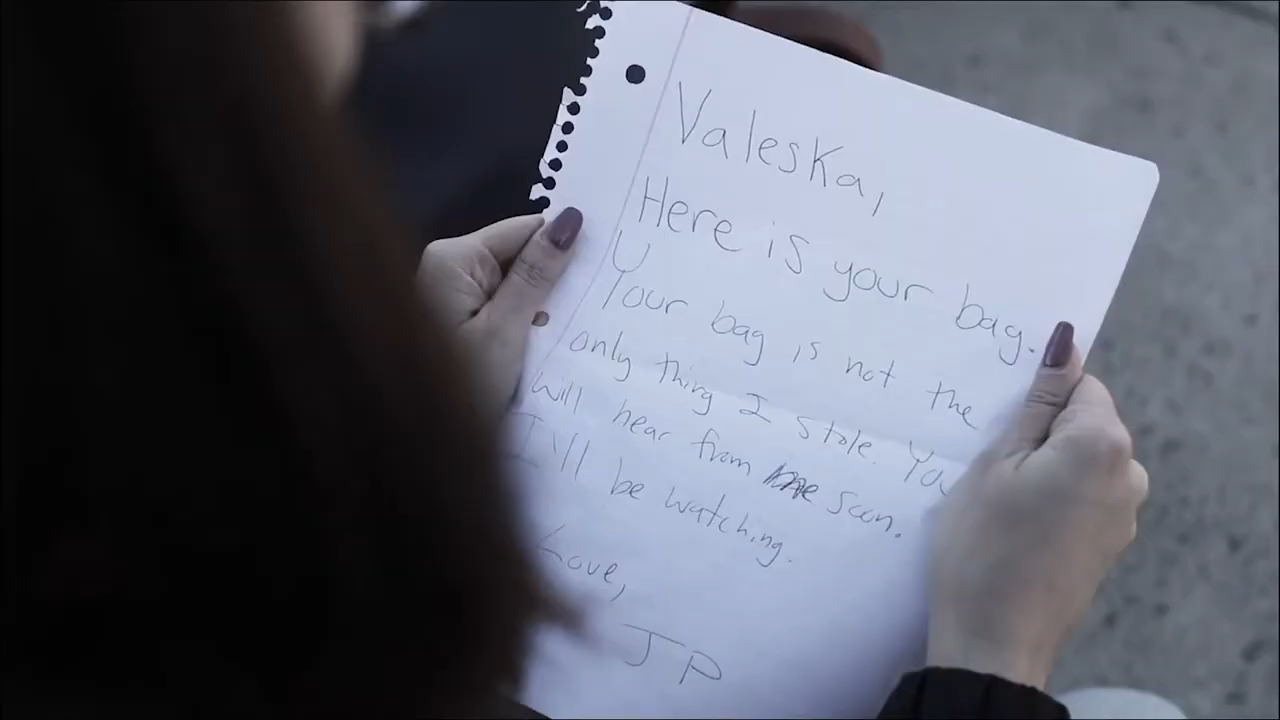 Valeska,
Here is your bag.
Your bag is not the
only thing I stole. You
will hear from me soon.
I'll be watching.
Love,
JP